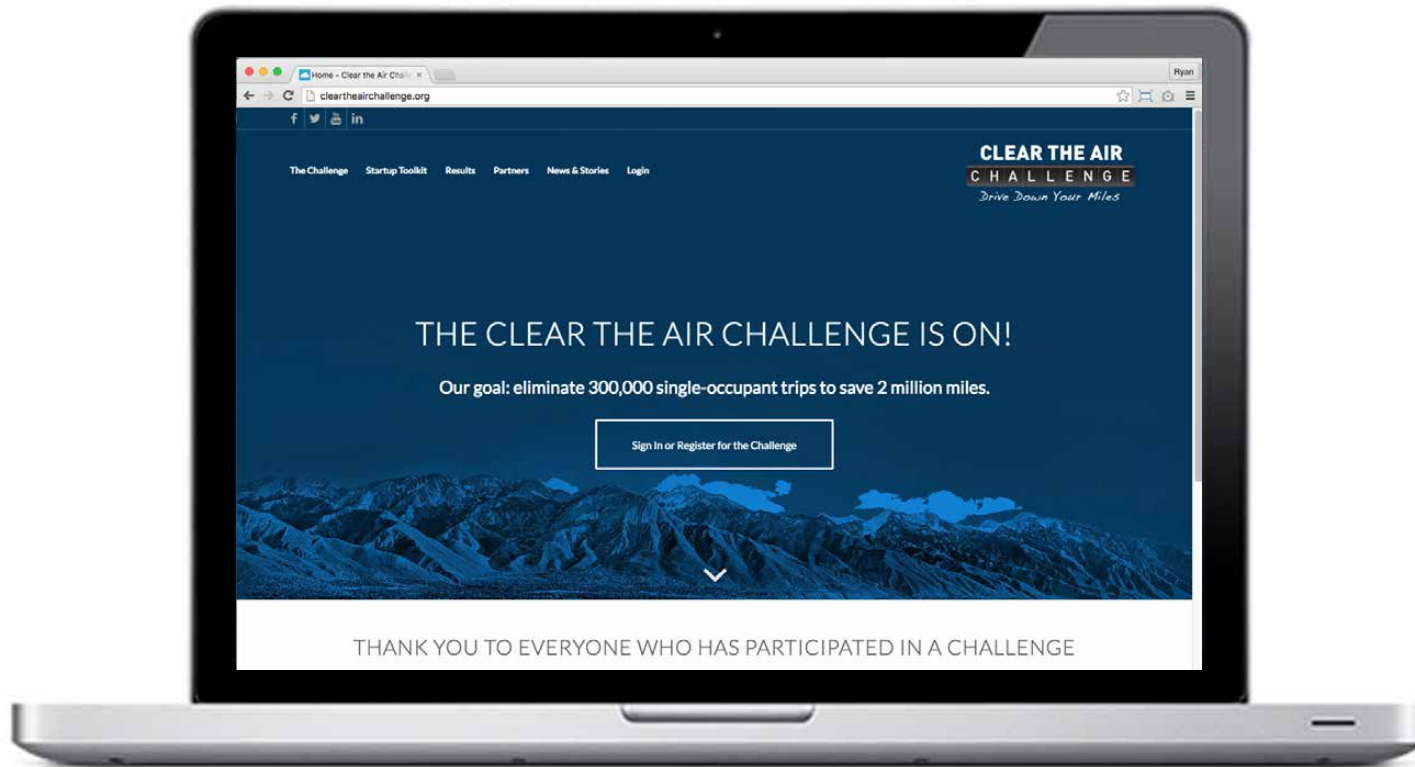 Home - Clear the Air Chall
Ryan
cleartheairchallenge.org
f in
The Challenge Startup Toolkit Results Partners News & Stories Login
CLEAR THE AIR
CHALLENGE
Drive Down Your Miles
THE CLEAR THE AIR CHALLENGE IS ON!
Our goal: eliminate 300,000 single-occupant trips to save 2 million miles.
Sign In or Register for the Challenge
THANK YOU TO EVERYONE WHO HAS PARTICIPATED IN A CHALLENGE